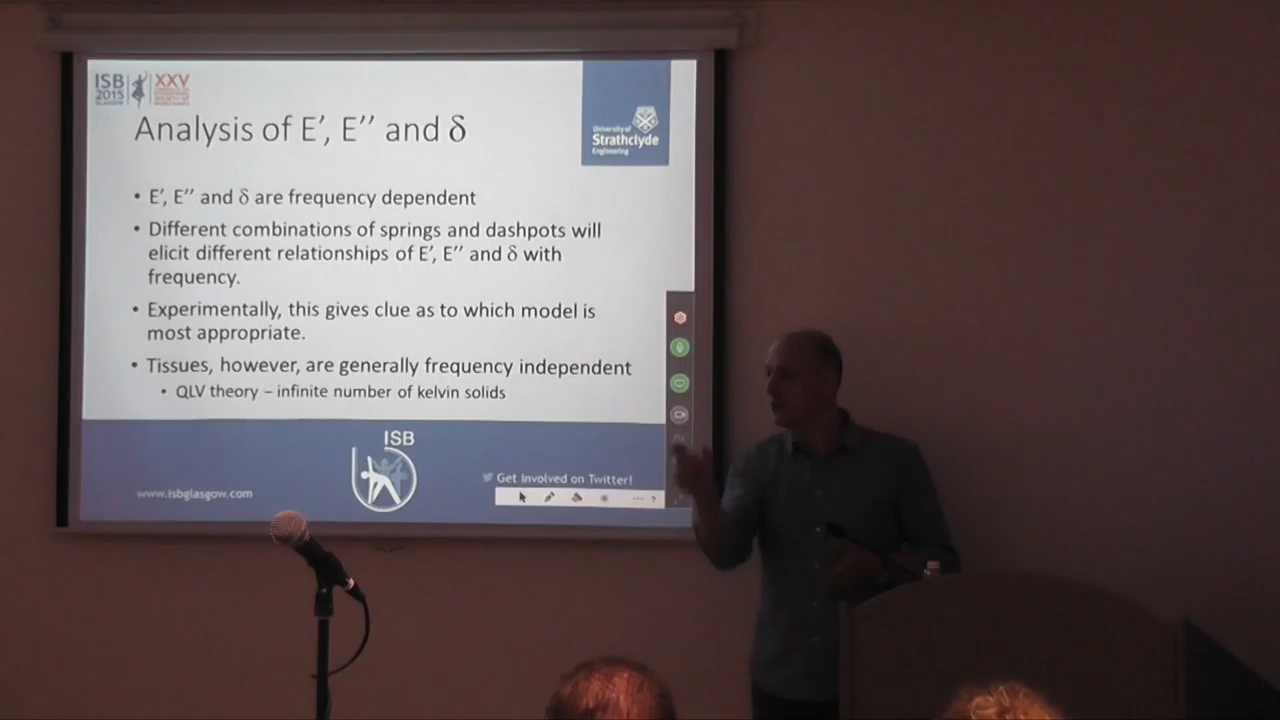 ISB
2015
XXV
Analysis of E′, E′′ and δ
University of
Strathclyde
Engineering
• E′, E′′ and δ are frequency dependent
• Different combinations of springs and dashpots will
elicit different relationships of E′, E′′ and δ with
frequency.
• Experimentally, this gives clue as to which model is
most appropriate.
• Tissues, however, are generally frequency independent
• QLV theory – infinite number of kelvin solids
ISB
Get Involved on Twitter!
www.isbglasgow.com